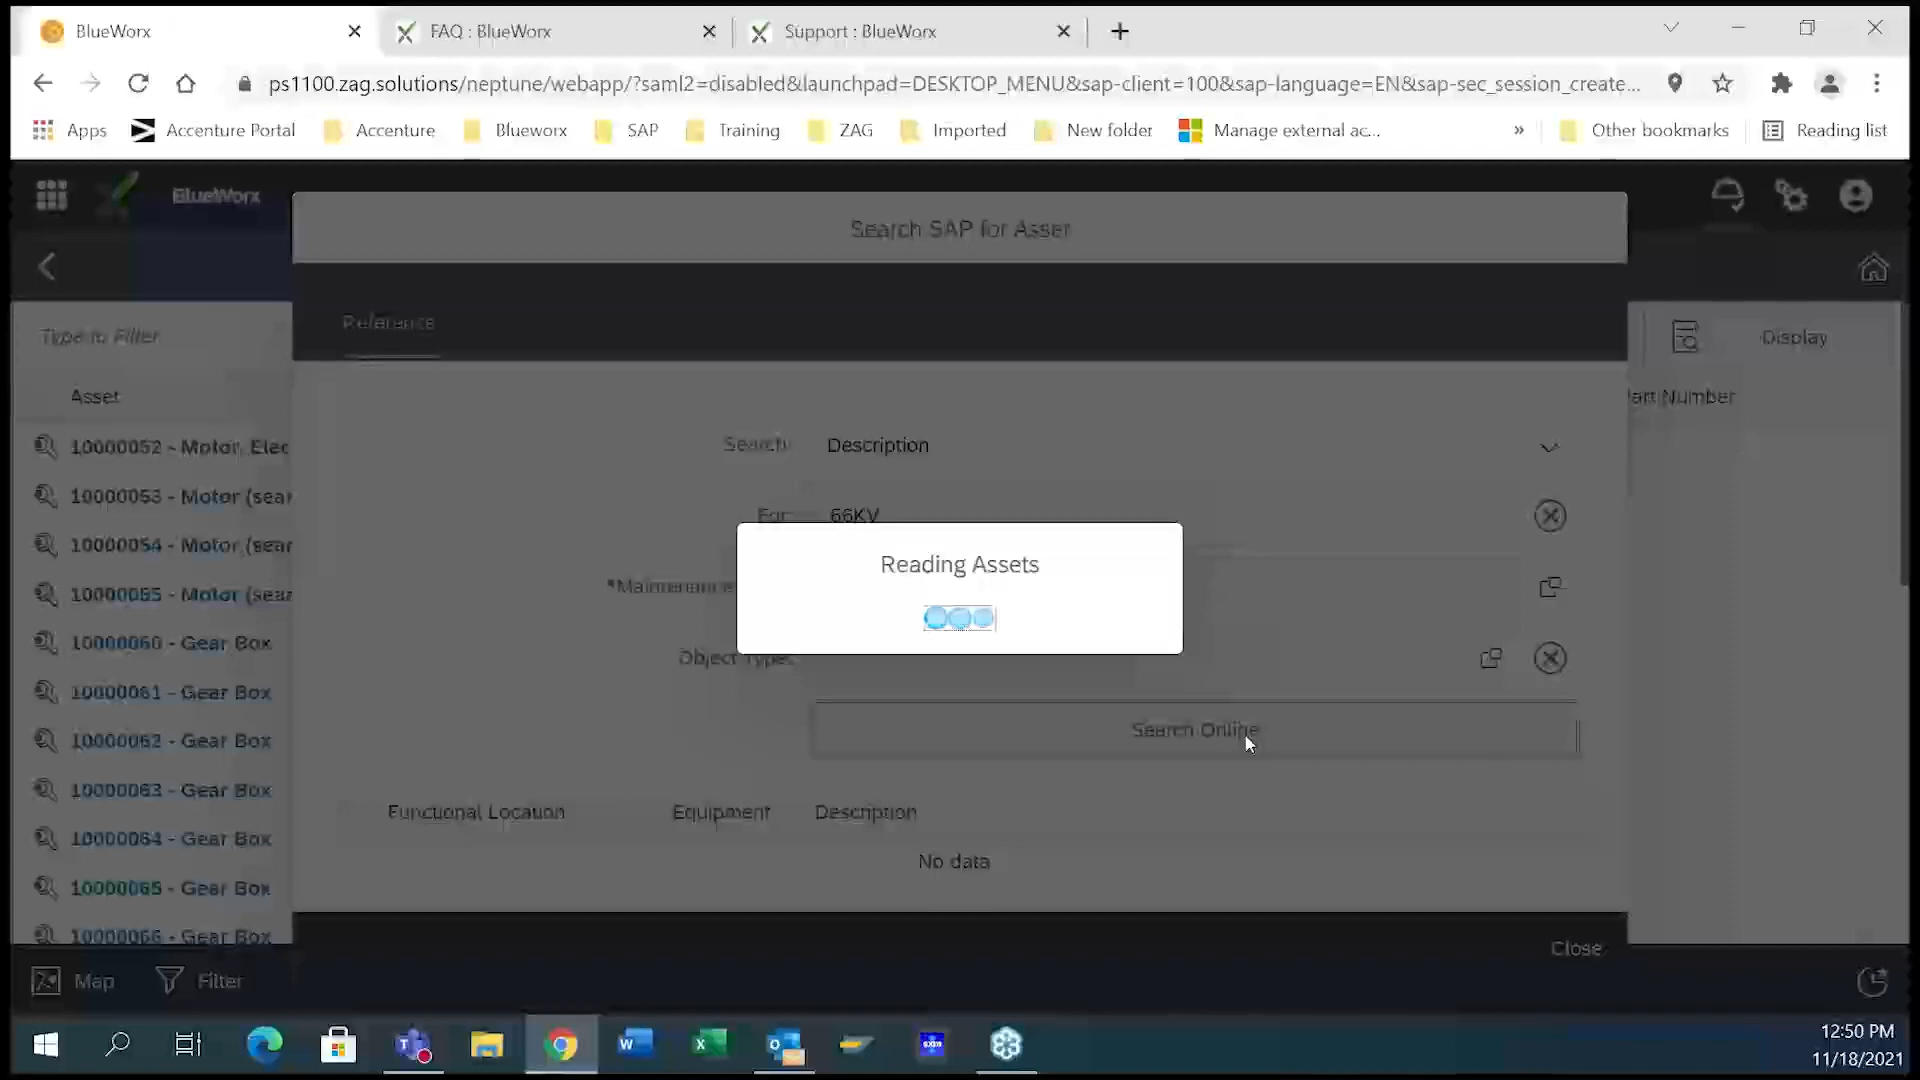 BlueWorx
FAQ : BlueWorx
Support : BlueWorx
ps1100.zag.solutions/neptune/webapp/?saml2=disabled&launchpad=DESKTOP_MENU&sap-client=100&sap-language=EN&sap-sec_session_create...
Apps
Accenture Portal
Accenture
Blueworx
SAP
Training
ZAG
Imported
New folder
Manage external ac...
»
Other bookmarks
Reading list
BlueWorx
Search SAP for Asser
Reference
Type to Filter
Display
Asset
art Number
10000052 - Motor, Elec
10000053 - Motor (sear
10000054 - Motor (sear
10000055 - Motor (sear
10000060 - Gear Box
10000061 - Gear Box
10000062 - Gear Box
10000063 - Gear Box
10000064 - Gear Box
10000065 - Gear Box
10000066 - Gear Box
Search:
Description
For:
66KV
*Maintenance
Reading Assets
Object Type:
Search Online
Functional Location
Equipment
Description
No data
Close
Map
Filter
12:50 PM
11/18/2021